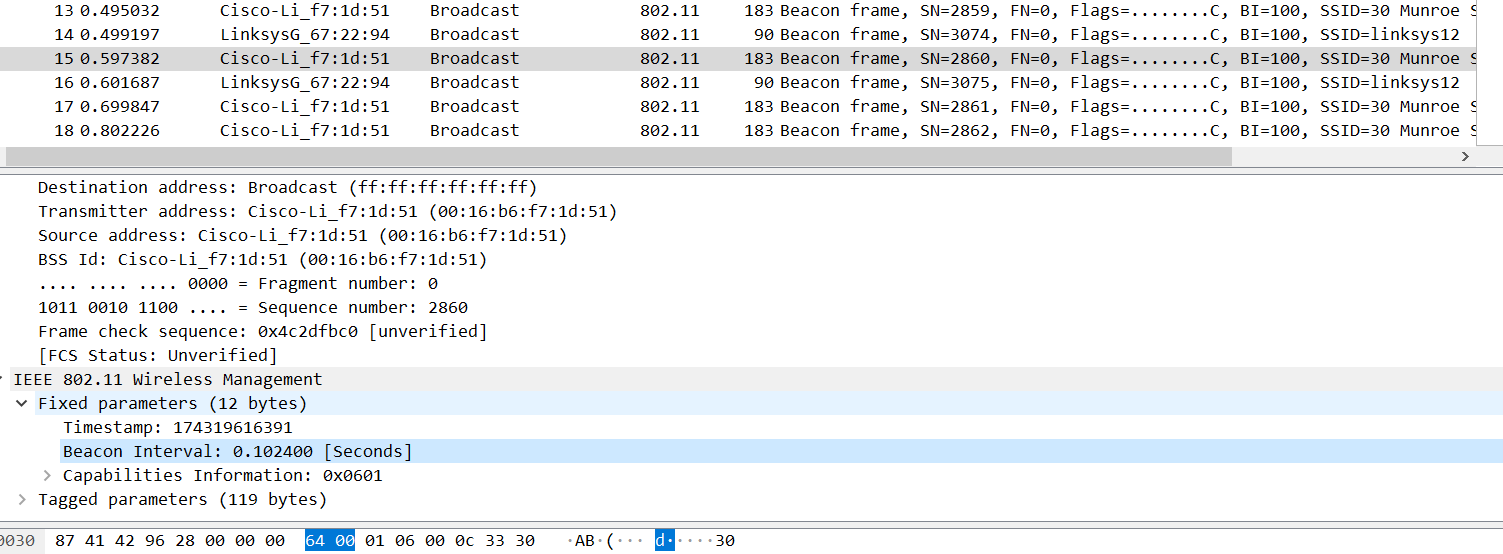 13 0.495032 Cisco-Li_f7:1d:51 Broadcast 802.11 183 Beacon frame, SN=2859, FN=0, Flags=........C, BI=100, SSID=30 Munroe S
14 0.499197 LinksysG_67:22:94 Broadcast 802.11 90 Beacon frame, SN=3074, FN=0, Flags=........C, BI=100, SSID=linksys12
15 0.597382 Cisco-Li_f7:1d:51 Broadcast 802.11 183 Beacon frame, SN=2860, FN=0, Flags=........C, BI=100, SSID=30 Munroe S
16 0.601687 LinksysG_67:22:94 Broadcast 802.11 90 Beacon frame, SN=3075, FN=0, Flags=........C, BI=100, SSID=linksys12
17 0.699847 Cisco-Li_f7:1d:51 Broadcast 802.11 183 Beacon frame, SN=2861, FN=0, Flags=........C, BI=100, SSID=30 Munroe S
18 0.802226 Cisco-Li_f7:1d:51 Broadcast 802.11 183 Beacon frame, SN=2862, FN=0, Flags=........C, BI=100, SSID=30 Munroe S
Destination address: Broadcast (ff:ff:ff:ff:ff:ff)
Transmitter address: Cisco-Li_f7:1d:51 (00:16:b6:f7:1d:51)
Source address: Cisco-Li_f7:1d:51 (00:16:b6:f7:1d:51)
BSS Id: Cisco-Li_f7:1d:51 (00:16:b6:f7:1d:51)
.... .... .... 0000 = Fragment number: 0
1011 0010 1100 .... = Sequence number: 2860
Frame check sequence: 0x4c2dfbc0 [unverified]
[FCS Status: Unverified]
IEEE 802.11 Wireless Management
Fixed parameters (12 bytes)
Timestamp: 174319616391
Beacon Interval: 0.102400 [Seconds]
Capabilities Information: 0x0601
Tagged parameters (119 bytes)
0030 87 41 42 96 28 00 00 00 64 00 01 06 00 0c 33 30 ·AB·(··· d·····30